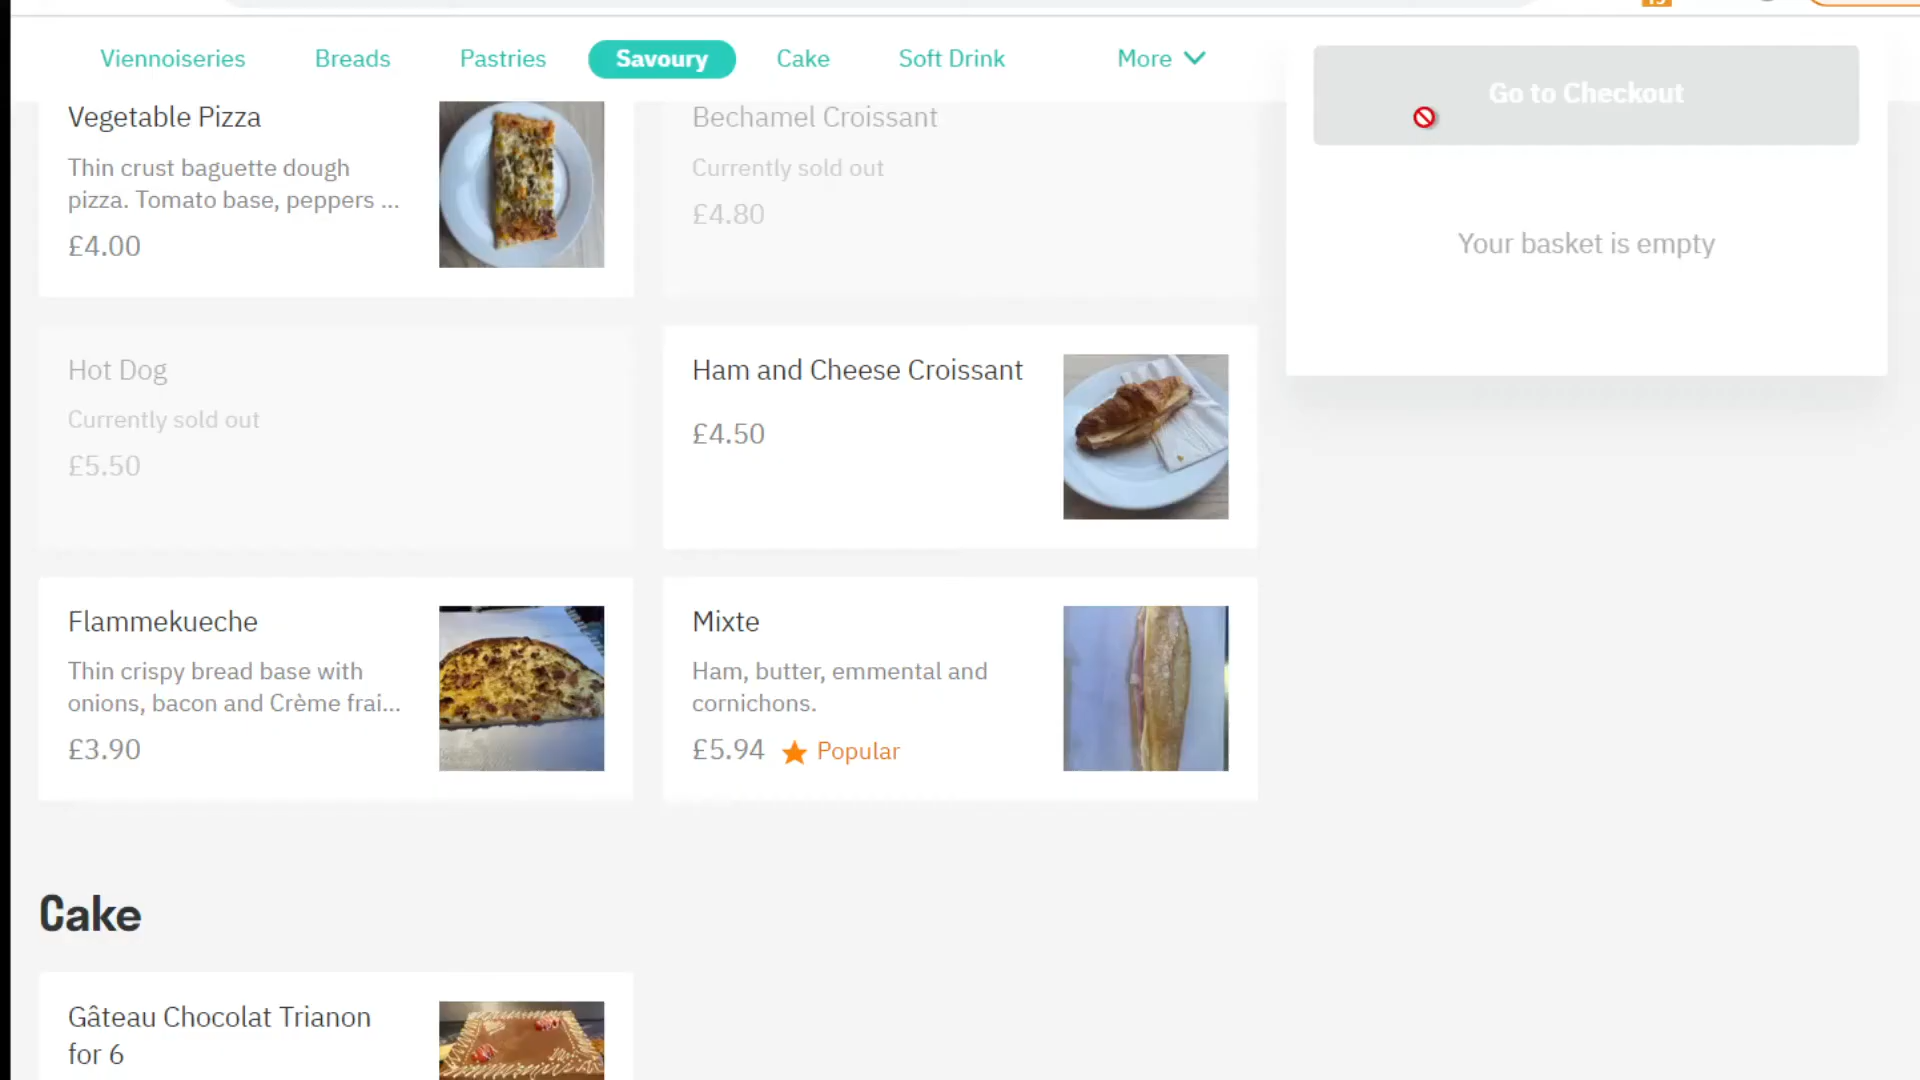 Viennoiseries
Breads
Pastries
Savoury
Cake
Soft Drink
More
Go to Checkout
Your basket is empty
Vegetable Pizza
Thin crust baguette dough
pizza. Tomato base, peppers ...
£4.00
Bechamel Croissant
Currently sold out
£4.80
Hot Dog
Currently sold out
£5.50
Ham and Cheese Croissant
£4.50
Flammekueche
Thin crispy bread base with
onions, bacon and Crème frai...
£3.90
Mixte
Ham, butter, emmental and
cornichons.
£5.94 Popular
Cake
Gâteau Chocolat Trianon
for 6